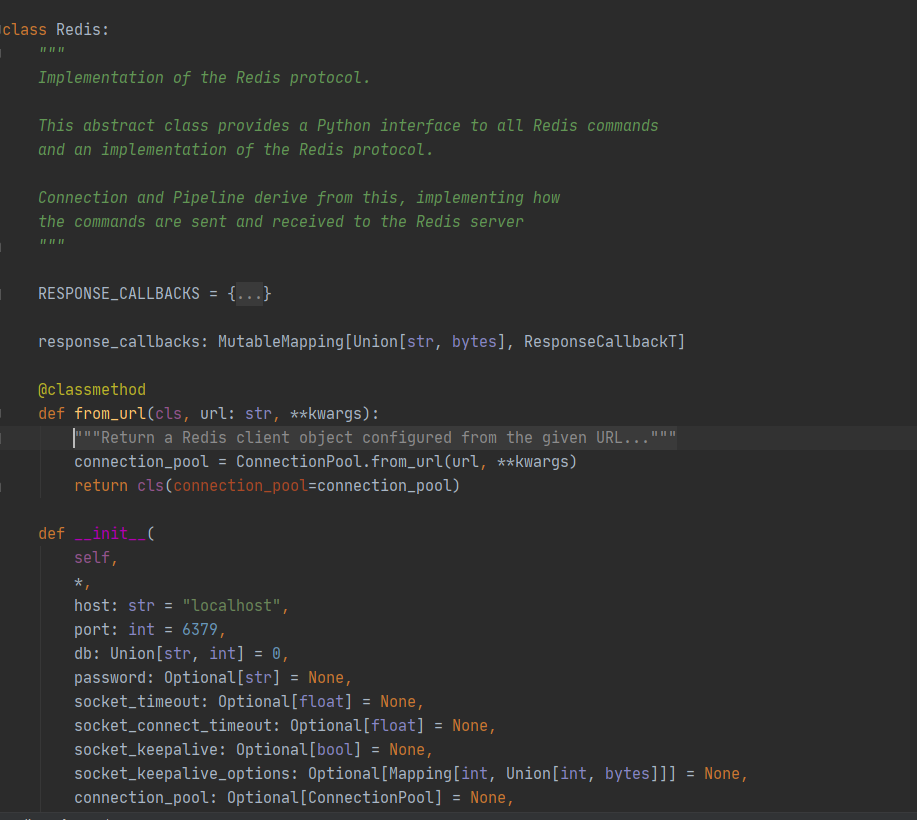 class Redis:
"""
Implementation of the Redis protocol.
This abstract class provides a Python interface to all Redis commands
and an implementation of the Redis protocol.
Connection and Pipeline derive from this, implementing how
the commands are sent and received to the Redis server
"""
RESPONSE_CALLBACKS = {...}
response_callbacks: MutableMapping[Union[str, bytes], ResponseCallbackT]
@classmethod
def from_url(cls, url: str, **kwargs):
"""Return a Redis client object configured from the given URL..."""
connection_pool = ConnectionPool.from_url(url, **kwargs)
return cls(connection_pool=connection_pool)
def __init__(
self,
*,
host: str = "localhost",
port: int = 6379,
db: Union[str, int] = 0,
password: Optional[str] = None,
socket_timeout: Optional[float] = None,
socket_connect_timeout: Optional[float] = None,
socket_keepalive: Optional[bool] = None,
socket_keepalive_options: Optional[Mapping[int, Union[int, bytes]]] = None,
connection_pool: Optional[ConnectionPool] = None,